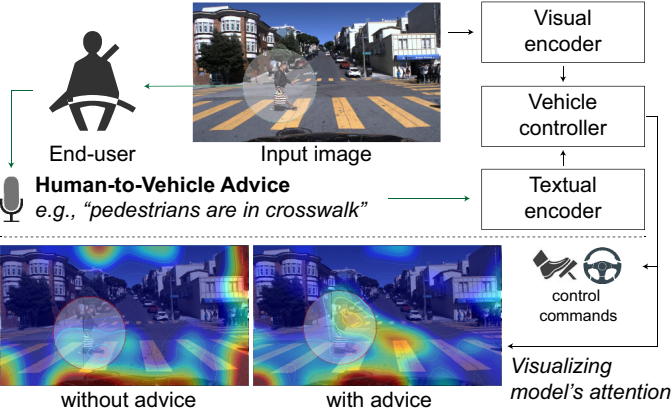 Visual
encoder
Vehicle
controller
End-user
Input image
Human-to-Vehicle Advice
e.g., “pedestrians are in crosswalk”
Textual
encoder
control
commands
without advice
with advice
Visualizing
model’s attention